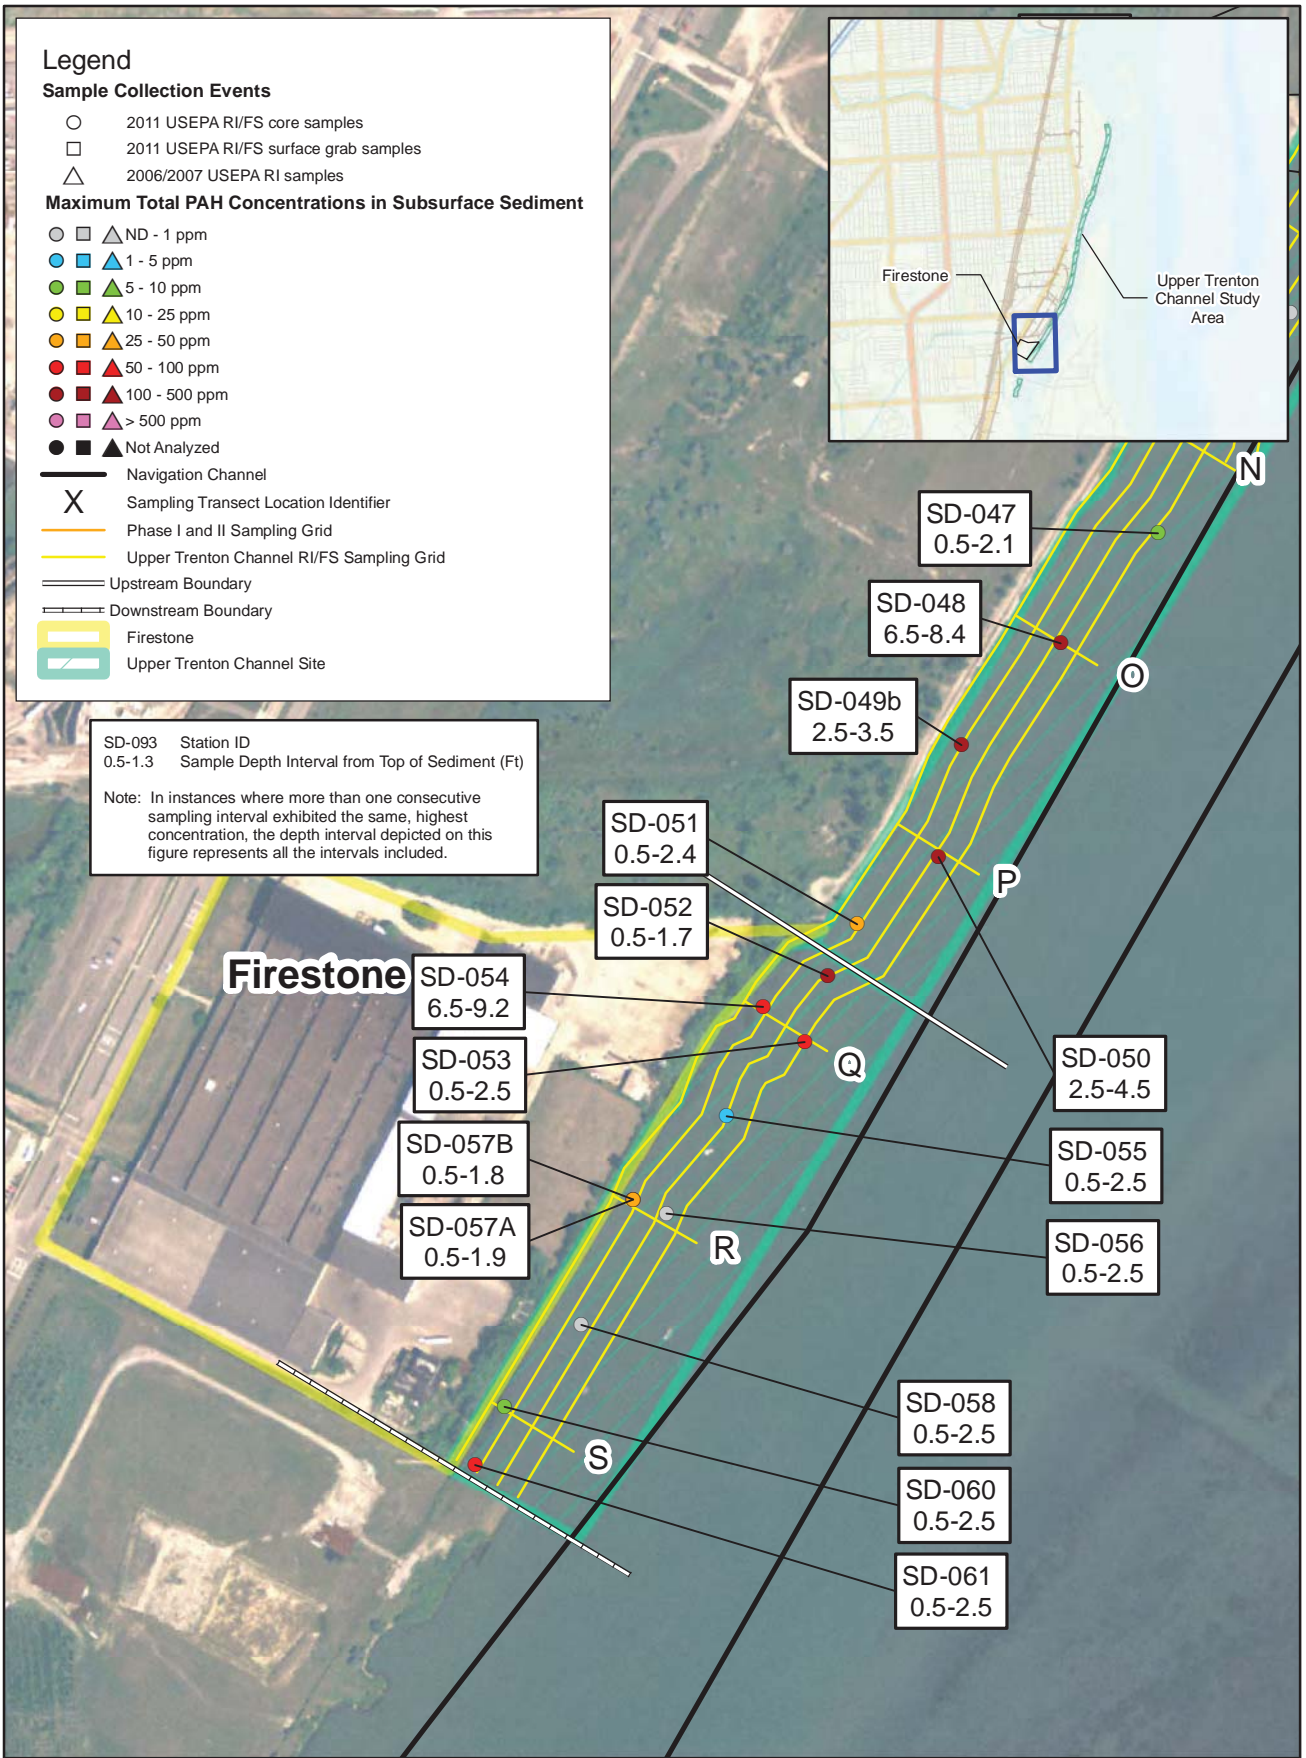 Legend
Sample Collection Events
2011 USEPA RI/FS core samples
2011 USEPA RI/FS surface grab samples
2006/2007 USEPA RI samples
Maximum Total PAH Concentrations in Subsurface Sediment
ND - 1 ppm
1 - 5 ppm
5 - 10 ppm
10 - 25 ppm
25 - 50 ppm
50 - 100 ppm
100 - 500 ppm
> 500 ppm
Not Analyzed
Navigation Channel
X Sampling Transect Location Identifier
Phase I and II Sampling Grid
Upper Trenton Channel RI/FS Sampling Grid
Upstream Boundary
Downstream Boundary
Firestone
Upper Trenton Channel Site
SD-093 Station ID
0.5-1.3 Sample Depth Interval from Top of Sediment (Ft)
Note: In instances where more than one consecutive
sampling interval exhibited the same, highest
concentration, the depth interval depicted on this
figure represents all the intervals included.
Firestone
Upper Trenton
Channel Study
Area
N
SD-047
0.5-2.1
SD-048
6.5-8.4
O
SD-049b
2.5-3.5
SD-051
0.5-2.4
P
SD-052
0.5-1.7
Firestone
SD-054
6.5-9.2
SD-053
0.5-2.5
Q
SD-050
2.5-4.5
SD-057B
0.5-1.8
SD-055
0.5-2.5
SD-057A
0.5-1.9
R
SD-056
0.5-2.5
SD-058
0.5-2.5
S
SD-060
0.5-2.5
SD-061
0.5-2.5